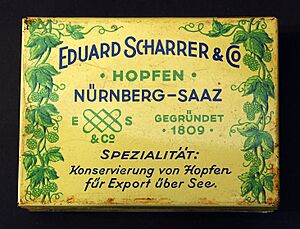 EDUARD SCHARRER & CO
· HOPFEN ·
NÜRNBERG-SAAZ
E S
& CO
GEGRÜNDET
· 1809 ·
SPEZIALITÄT:
Konservierung von Hopfen
für Export über See.